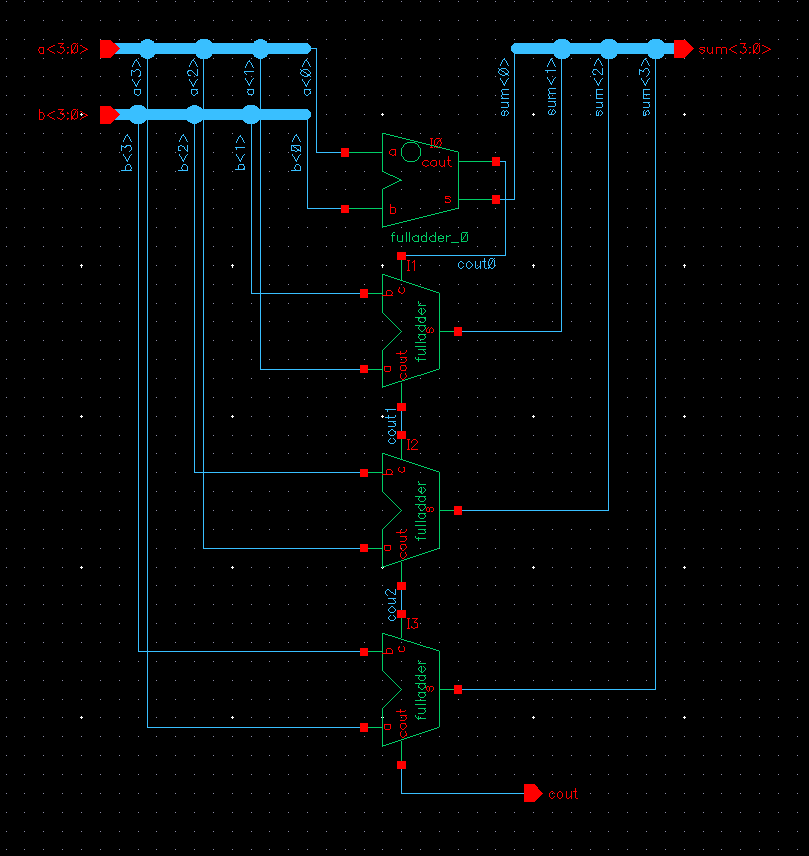 a<3:0>
a<3>
a<2>
a<1>
a<0>
sum<0>
sum<1>
sum<2>
sum<3>
sum<3:0>
b<3:0>
b<3>
b<2>
b<1>
b<0>
I0
a
cout
s
b
fulladder_0
cout0
I1
b
c
s
fulladder
a
cout
cout1
I2
b
c
s
fulladder
a
cout
cou2
I3
b
c
s
fulladder
a
cout
cout